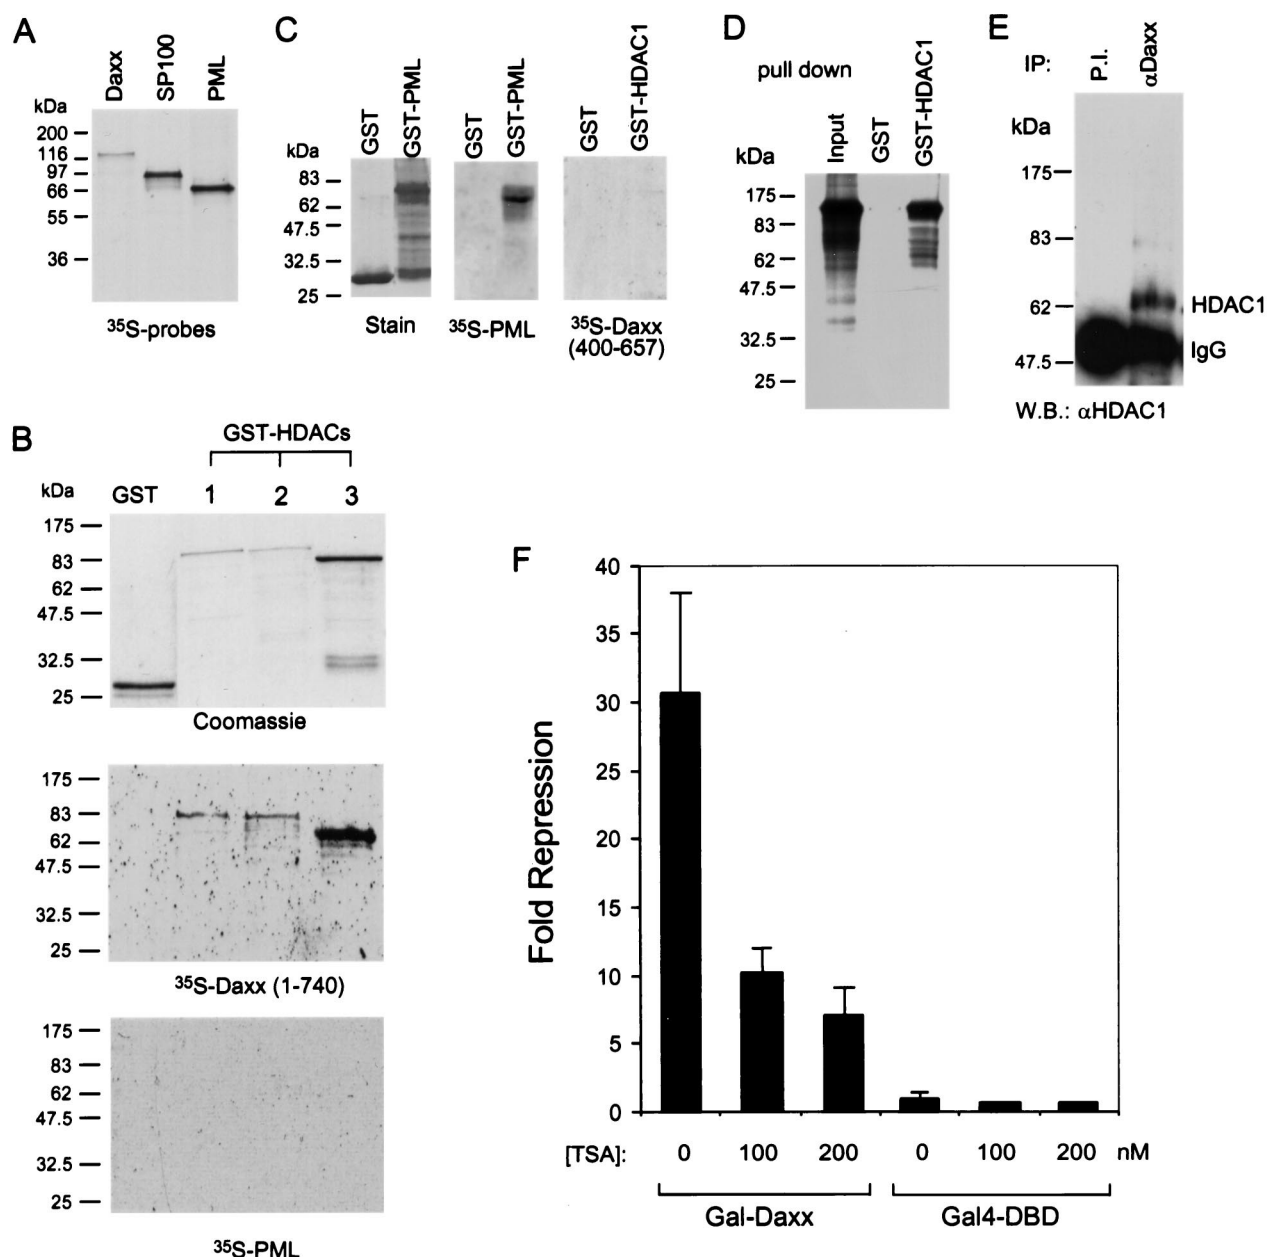 A
Daxx
SP100
PML
kDa
200
116
97
66
55
36
³⁵S-probes
C
GST
GST-PML
GST
GST-PML
GST
GST-HDAC1
kDa
83
62
47.5
32.5
25
Stain
³⁵S-PML
³⁵S-Daxx
(400-657)
D
pull down
Input
GST
GST-HDAC1
kDa
175
83
62
47.5
32.5
25
E
IP:
P.I.
αDaxx
kDa
175
83
62
47.5
HDAC1
IgG
W.B.: αHDAC1
B
GST-HDACs
kDa
GST 1 2 3
175
83
62
47.5
32.5
25
Coomassie
175
83
62
47.5
32.5
25
³⁵S-Daxx (1-740)
175
83
62
47.5
32.5
25
³⁵S-PML
F
Fold Repression
40
35
30
25
20
15
10
5
0
[TSA]: 0 100 200 0 100 200 nM
Gal-Daxx Gal4-DBD